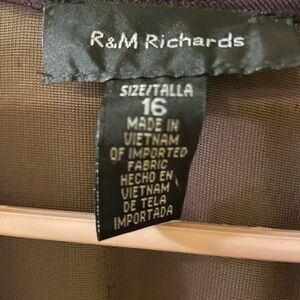 R&M Richards
SIZE/TALLA
16
MADE IN
VIETNAM
OF IMPORTED
FABRIC
HECHO EN
VIETNAM
DE TELA
IMPORTADA